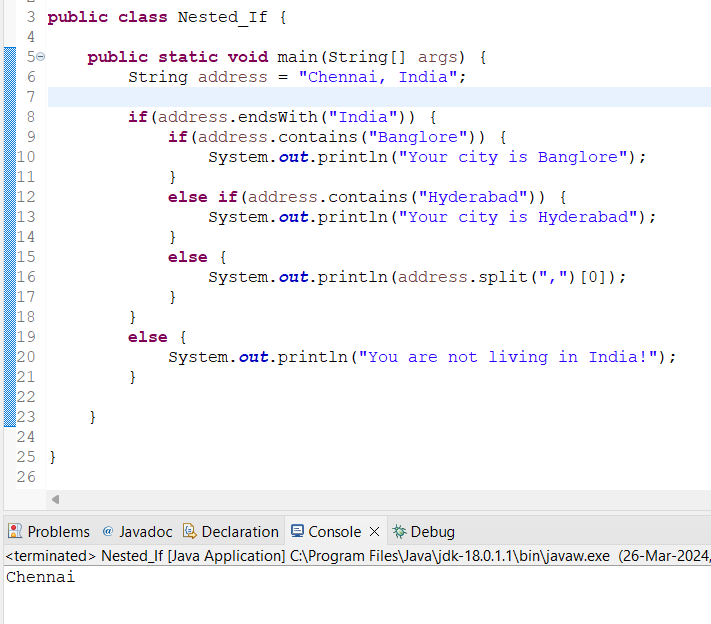 3 public class Nested_If {
4
5 public static void main(String[] args) {
6 String address = "Chennai, India";
7
8 if(address.endsWith("India")) {
9 if(address.contains("Banglore")) {
10 System.out.println("Your city is Banglore");
11 }
12 else if(address.contains("Hyderabad")) {
13 System.out.println("Your city is Hyderabad");
14 }
15 else {
16 System.out.println(address.split(",")[0]);
17 }
18 }
19 else {
20 System.out.println("You are not living in India!");
21 }
22
23 }
24
25 }
26
Problems @ Javadoc Declaration Console Debug
<terminated> Nested_If [Java Application] C:\Program Files\Java\jdk-18.0.1.1\bin\javaw.exe (26-Mar-2024,
Chennai